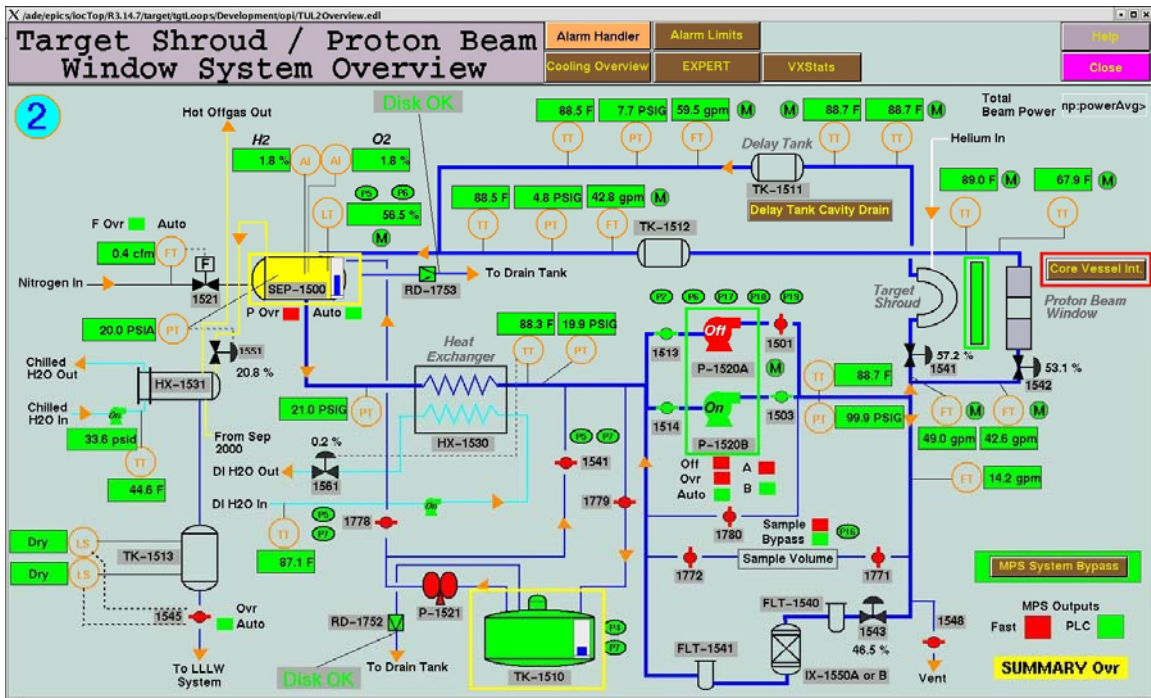 /ade/epics/iocTop/R3.14.7/target/tgtLoops/Development/opi/TUL2Overview.edl
Target Shroud / Proton Beam
Window System Overview
Alarm Handler
Alarm Limits
Help
Cooling Overview
EXPERT
VXStats
Close
2
Hot Offgas Out
Disk OK
88.5 F
7.7 PSIG
59.5 gpm
M
M
88.7 F
88.7 F
M
Total
Beam Power
np:powerAvg>
TT
PT
FT
TT
TT
Helium In
H2
O2
1.8 %
AI
AI
1.8 %
Delay Tank
TK-1511
Delay Tank Cavity Drain
89.0 F
M
67.9 F
M
P5
P6
LT
56.5 %
M
88.5 F
4.8 PSIG
42.8 gpm
M
TT
PT
FT
TK-1512
TT
TT
F Ovr
Auto
0.4 cfm
FT
F
Nitrogen In
1521
SEP-1500
RD-1753
To Drain Tank
Core Vessel Int.
Target
Shroud
Proton Beam
Window
P Ovr
Auto
20.0 PSIA
PT
1551
20.8 %
Chilled
H2O Out
HX-1531
Chilled
H2O In
On
33.6 psid
TT
44.6 F
From Sep
2000
Heat
Exchanger
HX-1530
88.3 F
19.9 PSIG
TT
PT
21.0 PSIG
PT
0.2 %
DI H2O Out
1561
DI H2O In
On
TT
P5
P7
87.1 F
P2
P6
P17
P18
P19
1513
Off
1501
P-1520A
M
1514
On
1503
P-1520B
Off
Ovr
Auto
A
B
TT
88.7 F
PT
99.9 PSIG
57.2 %
1541
53.1 %
1542
FT
M
FT
M
49.0 gpm
42.6 gpm
FT
14.2 gpm
P5
P7
1541
1779
1778
1780
Sample
Bypass
P16
1772
Sample Volume
1771
Dry
LS
Dry
LS
TK-1513
1545
Ovr
Auto
To LLLW
System
P-1521
RD-1752
To Drain Tank
Disk OK
TK-1510
P4
P7
FLT-1541
FLT-1540
IX-1550A or B
1543
46.5 %
1548
Vent
MPS System Bypass
MPS Outputs
Fast
PLC
SUMMARY Ovr